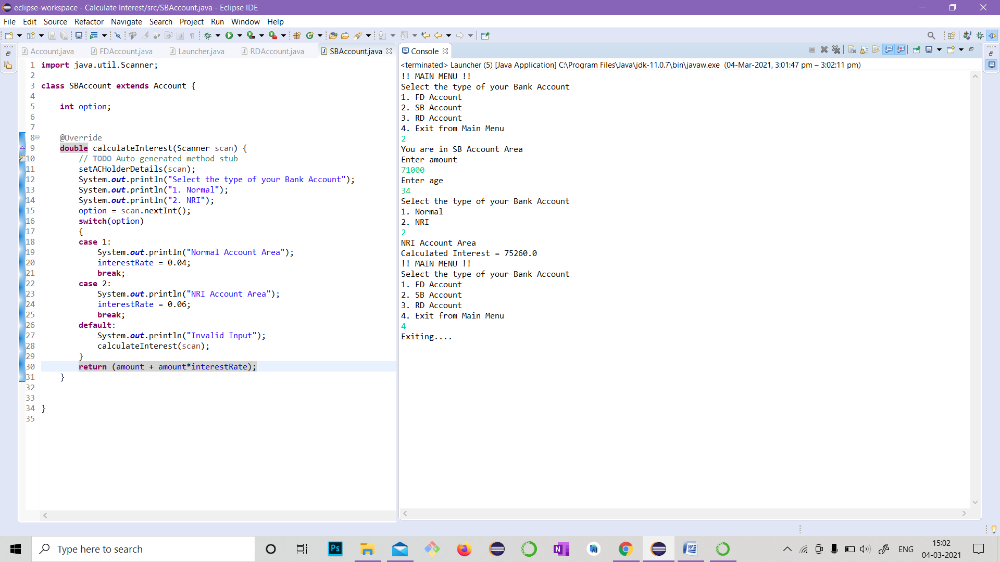 eclipse-workspace - Calculate Interest/src/SBAccount.java - Eclipse IDE
File Edit Source Refactor Navigate Search Project Run Window Help
Account.java FDAccount.java Launcher.java RDAccount.java SBAccount.java
1 import java.util.Scanner;
2
3 class SBAccount extends Account {
4
5 int option;
6
7
8 @Override
9 double calculateInterest(Scanner scan) {
10 // TODO Auto-generated method stub
11 setACHolderDetails(scan);
12 System.out.println("Select the type of your Bank Account");
13 System.out.println("1. Normal");
14 System.out.println("2. NRI");
15 option = scan.nextInt();
16 switch(option)
17 {
18 case 1:
19 System.out.println("Normal Account Area");
20 interestRate = 0.04;
21 break;
22 case 2:
23 System.out.println("NRI Account Area");
24 interestRate = 0.06;
25 break;
26 default:
27 System.out.println("Invalid Input");
28 calculateInterest(scan);
29 }
30 return (amount + amount*interestRate);
31 }
32
33
34 }
35
Console
<terminated> Launcher (5) [Java Application] C:\Program Files\Java\jdk-11.0.7\bin\javaw.exe (04-Mar-2021, 3:01:47 pm – 3:02:11 pm)
!! MAIN MENU !!
Select the type of your Bank Account
1. FD Account
2. SB Account
3. RD Account
4. Exit from Main Menu
2
You are in SB Account Area
Enter amount
71000
Enter age
34
Select the type of your Bank Account
1. Normal
2. NRI
2
NRI Account Area
Calculated Interest = 75260.0
!! MAIN MENU !!
Select the type of your Bank Account
1. FD Account
2. SB Account
3. RD Account
4. Exit from Main Menu
4
Exiting....
Type here to search
Ps
N
W
ENG
15:02
04-03-2021